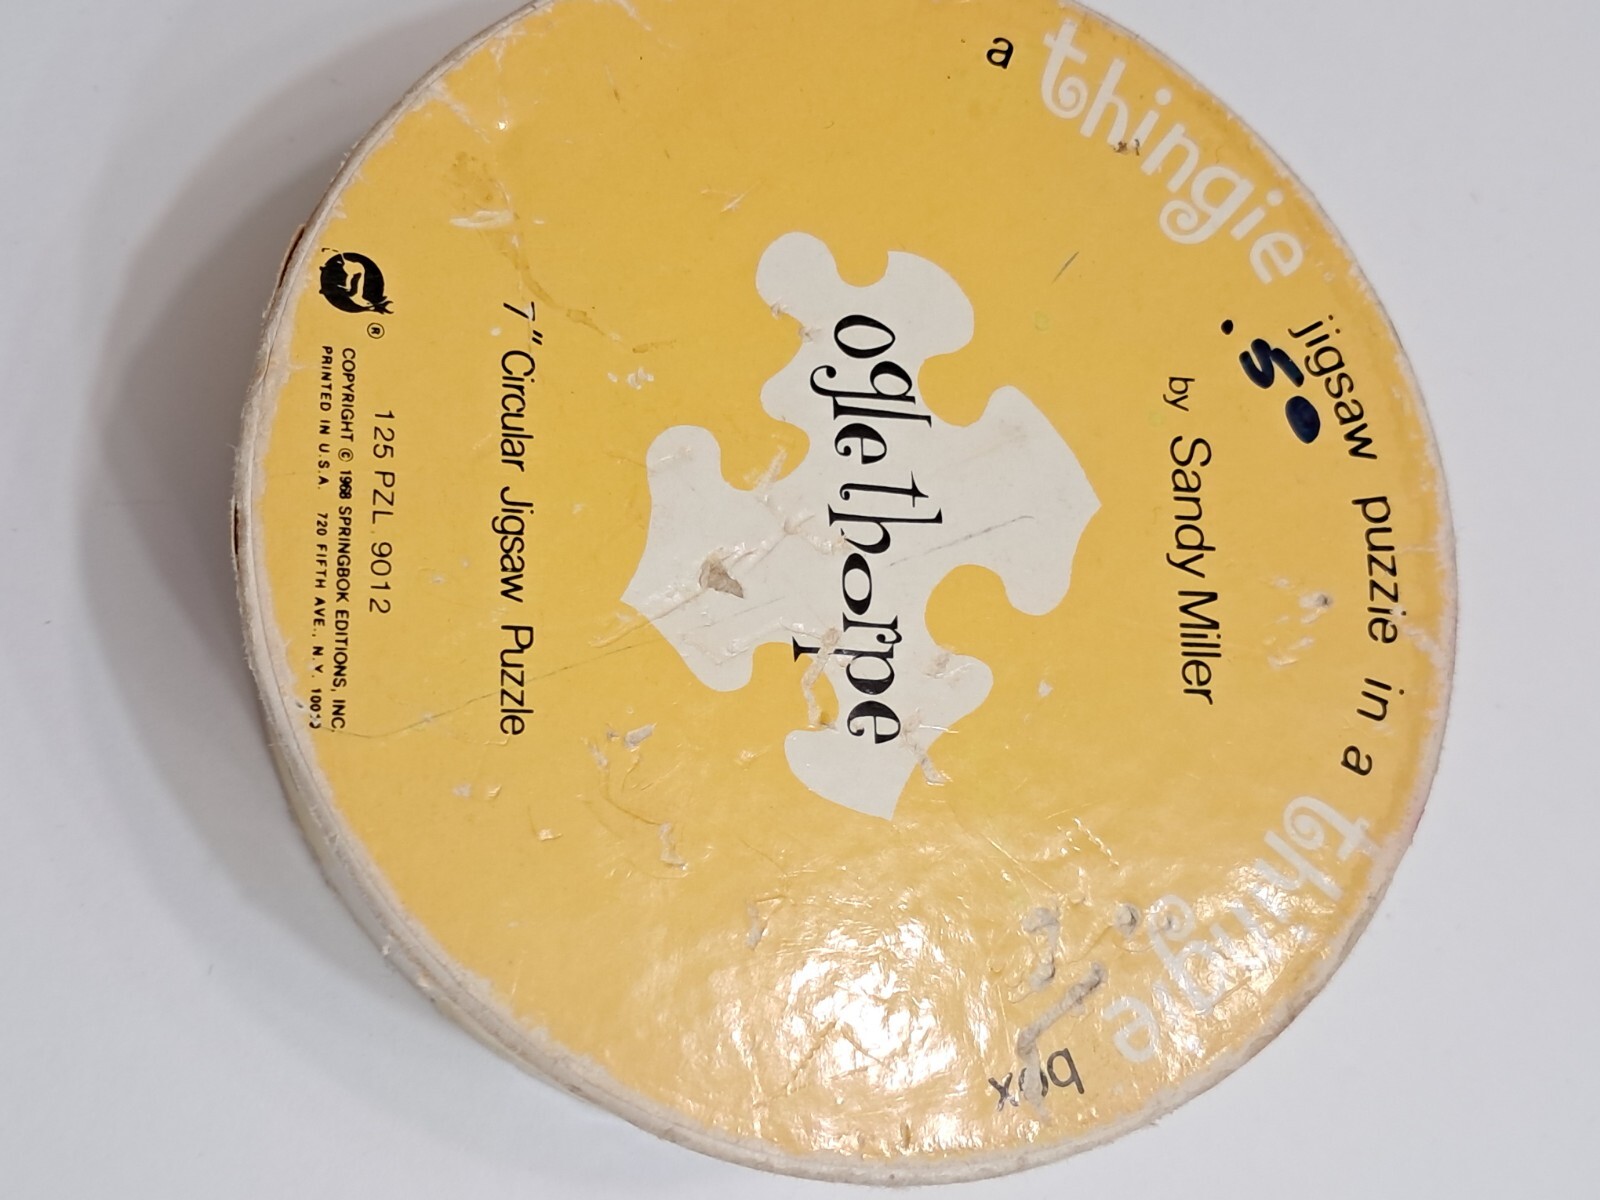 a thingie jigsaw puzzle in a thingie box
.50
by Sandy Miller
oglethorpe
7" Circular Jigsaw Puzzle
125 PZL. 9012
® COPYRIGHT © 1968 SPRINGBOK EDITIONS, INC.
PRINTED IN U.S.A. 720 FIFTH AVE., N.Y.